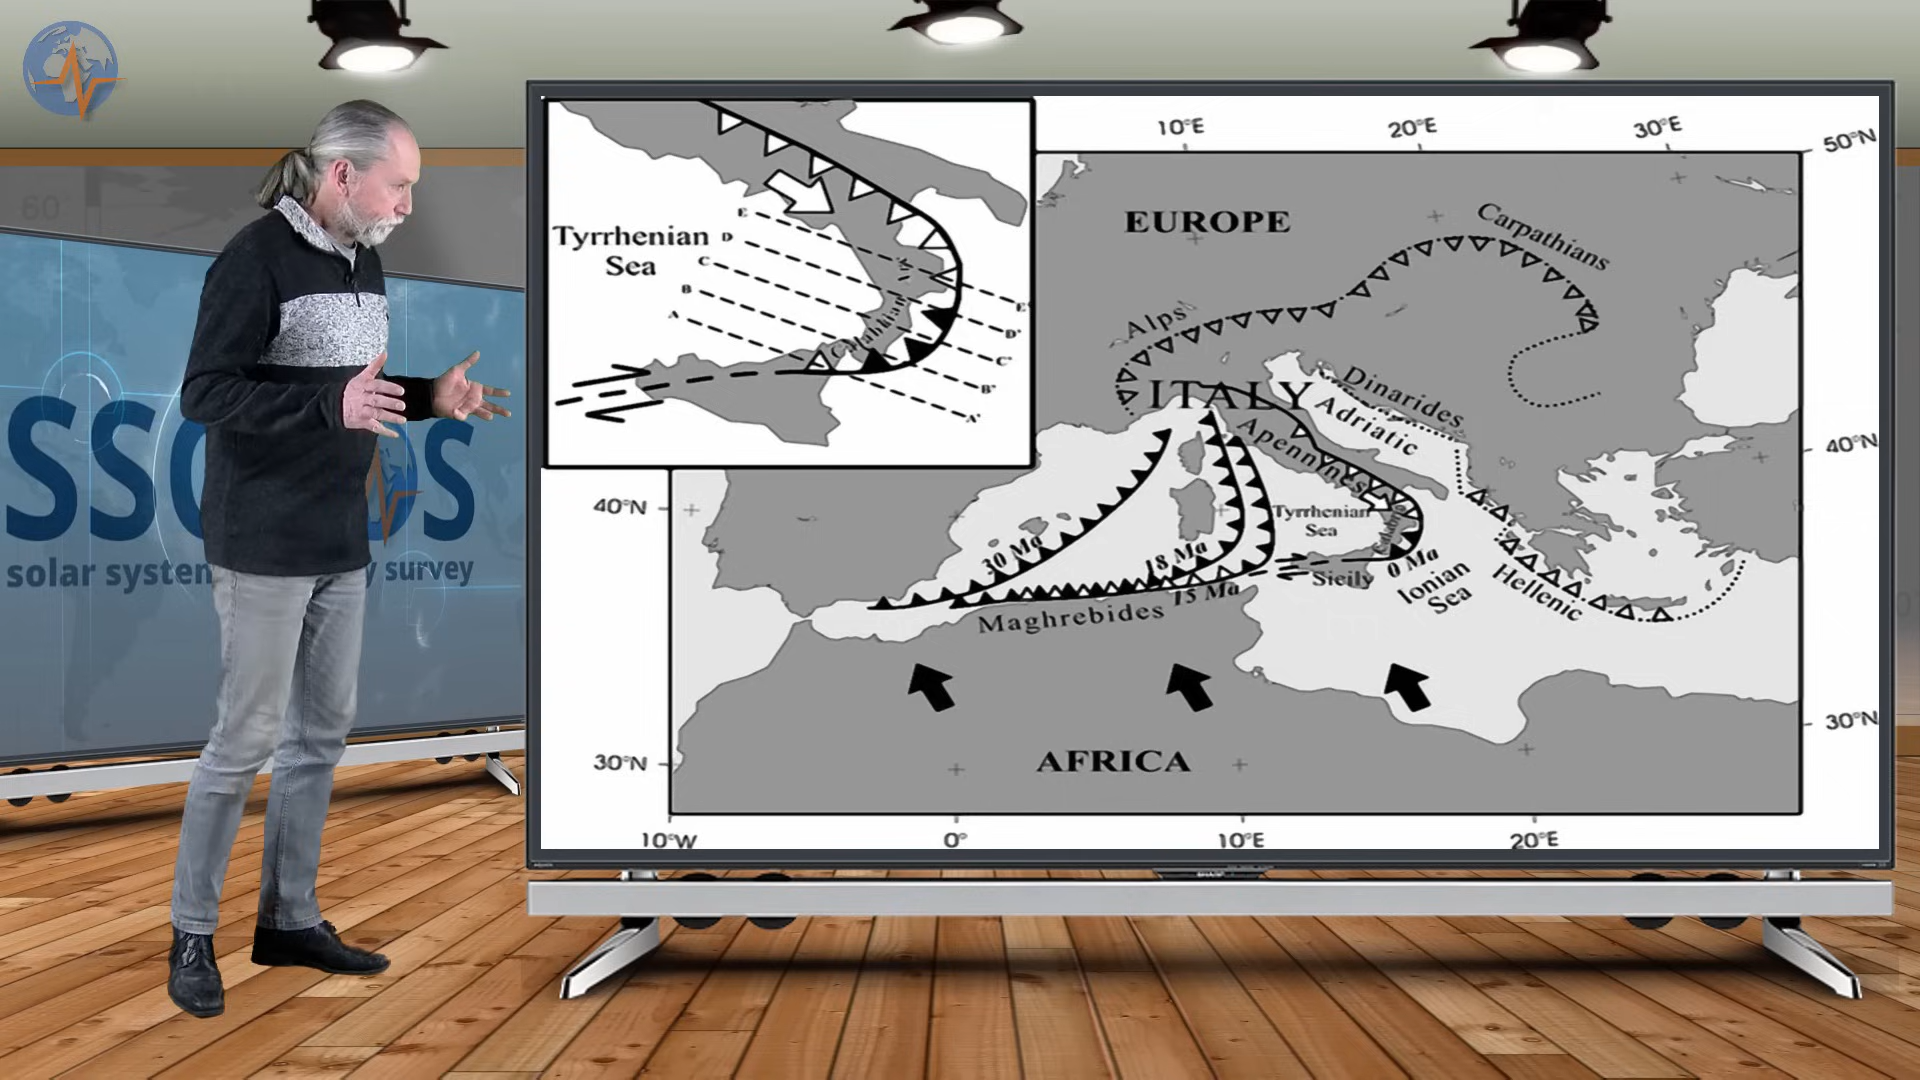 SSG S
solar system y survey
Tyrrhenian
Sea
E
D
C
B
A
E'
D'
C'
B'
A'
10°E
20°E
30°E
50°N
40°N
30°N
40°N
30°N
10°W
0°
10°E
20°E
EUROPE
Carpathians
Alps
ITALY
Dinarides
Adriatic
Apennines
Tyrrhenian
Sea
30 Ma
18 Ma
15 Ma
0 Ma
Sicily
Ionian
Sea
Hellenic
Maghrebides
AFRICA